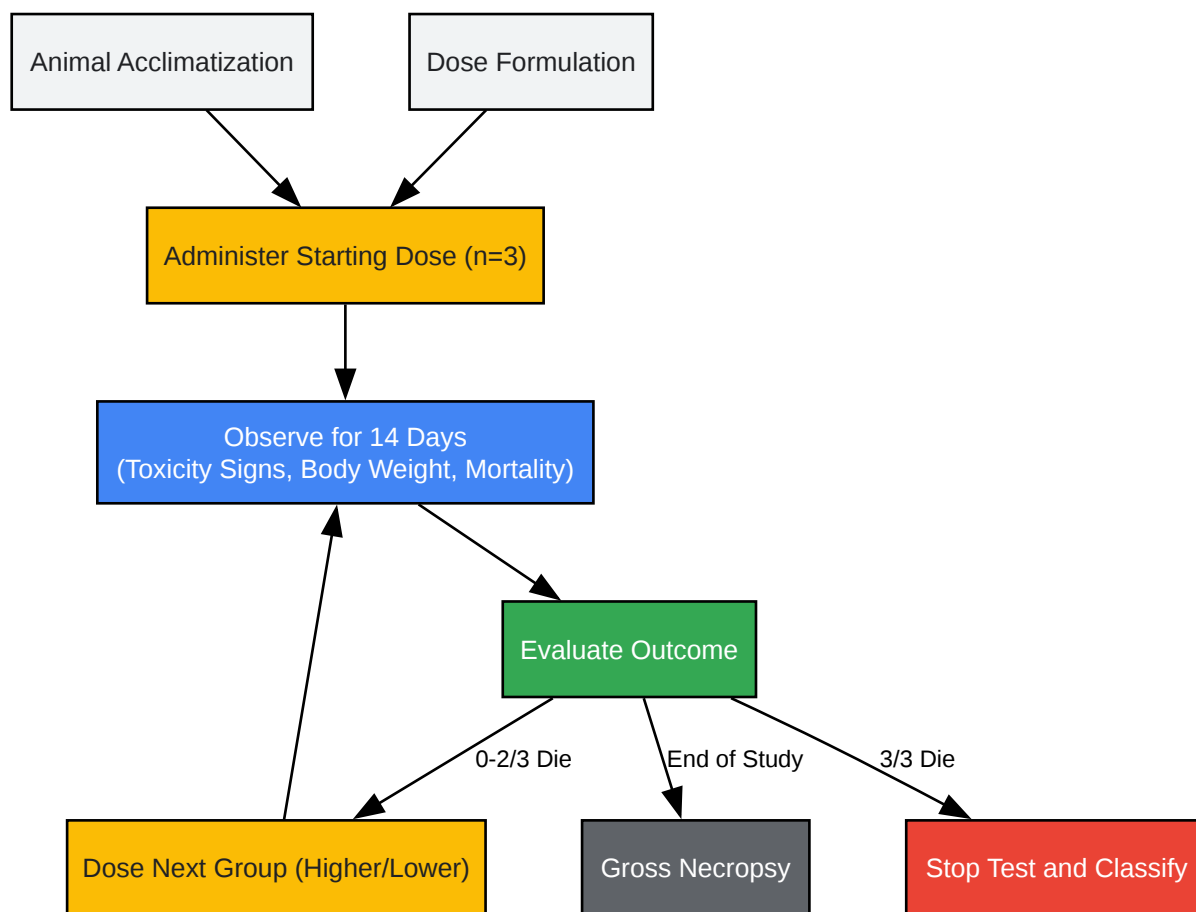 Animal Acclimatization
Dose Formulation
Administer Starting Dose (n=3)
Observe for 14 Days
(Toxicity Signs, Body Weight, Mortality)
Evaluate Outcome
0-2/3 Die
End of Study
3/3 Die
Dose Next Group (Higher/Lower)
Gross Necropsy
Stop Test and Classify